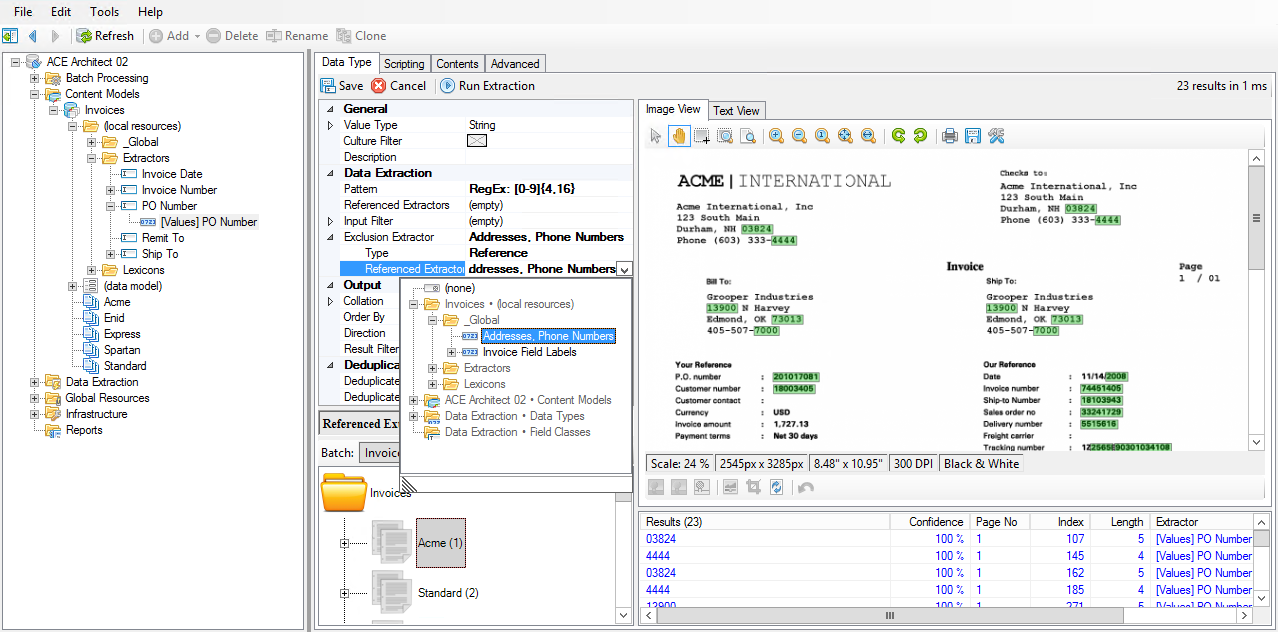 File Edit Tools Help
Refresh Add Delete Rename Clone
ACE Architect 02
Batch Processing
Content Models
Invoices
(local resources)
_Global
Extractors
Invoice Date
Invoice Number
PO Number
[Values] PO Number
Remit To
Ship To
Lexicons
(data model)
Acme
Enid
Express
Spartan
Standard
Data Extraction
Global Resources
Infrastructure
Reports
Data Type Scripting Contents Advanced
Save Cancel Run Extraction 23 results in 1 ms
General
Value Type String
Culture Filter
Description
Data Extraction
Pattern RegEx: [0-9]{4,16}
Referenced Extractors (empty)
Input Filter (empty)
Exclusion Extractor Addresses, Phone Numbers
Type Reference
Referenced Extractor ddresses, Phone Numbers
Output
Collation
Order By
Direction
Result Filter
Deduplica
Deduplicate
Deduplicate
(none)
Invoices • (local resources)
_Global
Addresses, Phone Numbers
Invoice Field Labels
Extractors
Lexicons
ACE Architect 02 • Content Models
Data Extraction • Data Types
Data Extraction • Field Classes
Referenced Ex
Batch: Invoice
Invoices
Acme (1)
Standard (2)
Image View Text View
ACME | INTERNATIONAL
Acme International, Inc
123 South Main
Durham, NH 03824
Phone (603) 333-4444
Checks to:
Acme International, Inc
123 South Main
Durham, NH 03824
Phone (603) 333-4444
Invoice
Page
1 / 01
Bill To:
Grooper Industries
13900 N Harvey
Edmond, OK 73013
405-507-7000
Ship To:
Grooper Industries
13900 N Harvey
Edmond, OK 73013
405-507-7000
Your Reference
P.O. number : 201017081
Customer number : 18003405
Customer contact :
Currency : USD
Invoice amount : 1,727.13
Payment terms : Net 30 days
Our Reference
Date : 11/14/2008
Invoice number : 74451405
Ship-to Number : 18103943
Sales order no : 33241729
Delivery number : 5515616
Freight carrier :
Tracking number : 1Z2565E90301034108
Scale: 24 % 2545px x 3285px 8.48" x 10.95" 300 DPI Black & White
Results (23) Confidence Page No Index Length Extractor
03824 100 % 1 107 5 [Values] PO Number
4444 100 % 1 145 4 [Values] PO Number
03824 100 % 1 162 5 [Values] PO Number
4444 100 % 1 185 4 [Values] PO Number
13900 100 % 1 271 5 [Values] PO Number